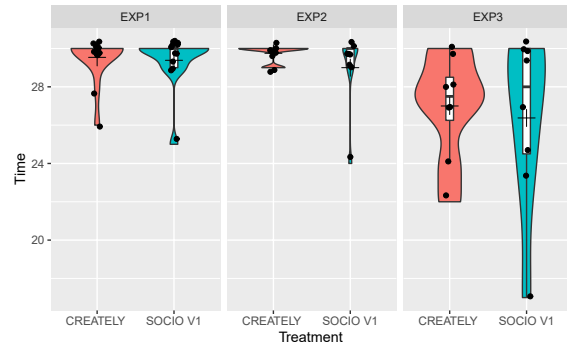 EXP1 EXP2 EXP3
28
24
20
Time
CREATELY SOCIO V1 CREATELY SOCIO V1 CREATELY SOCIO V1
Treatment